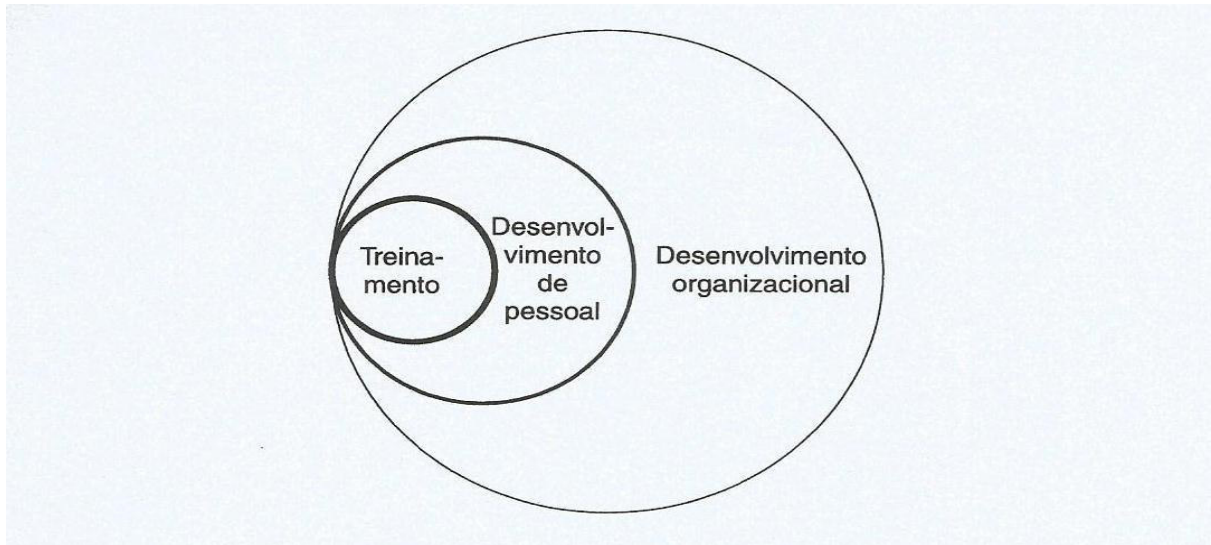 Treina-
mento
Desenvol-
vimento
de
pessoal
Desenvolvimento
organizacional